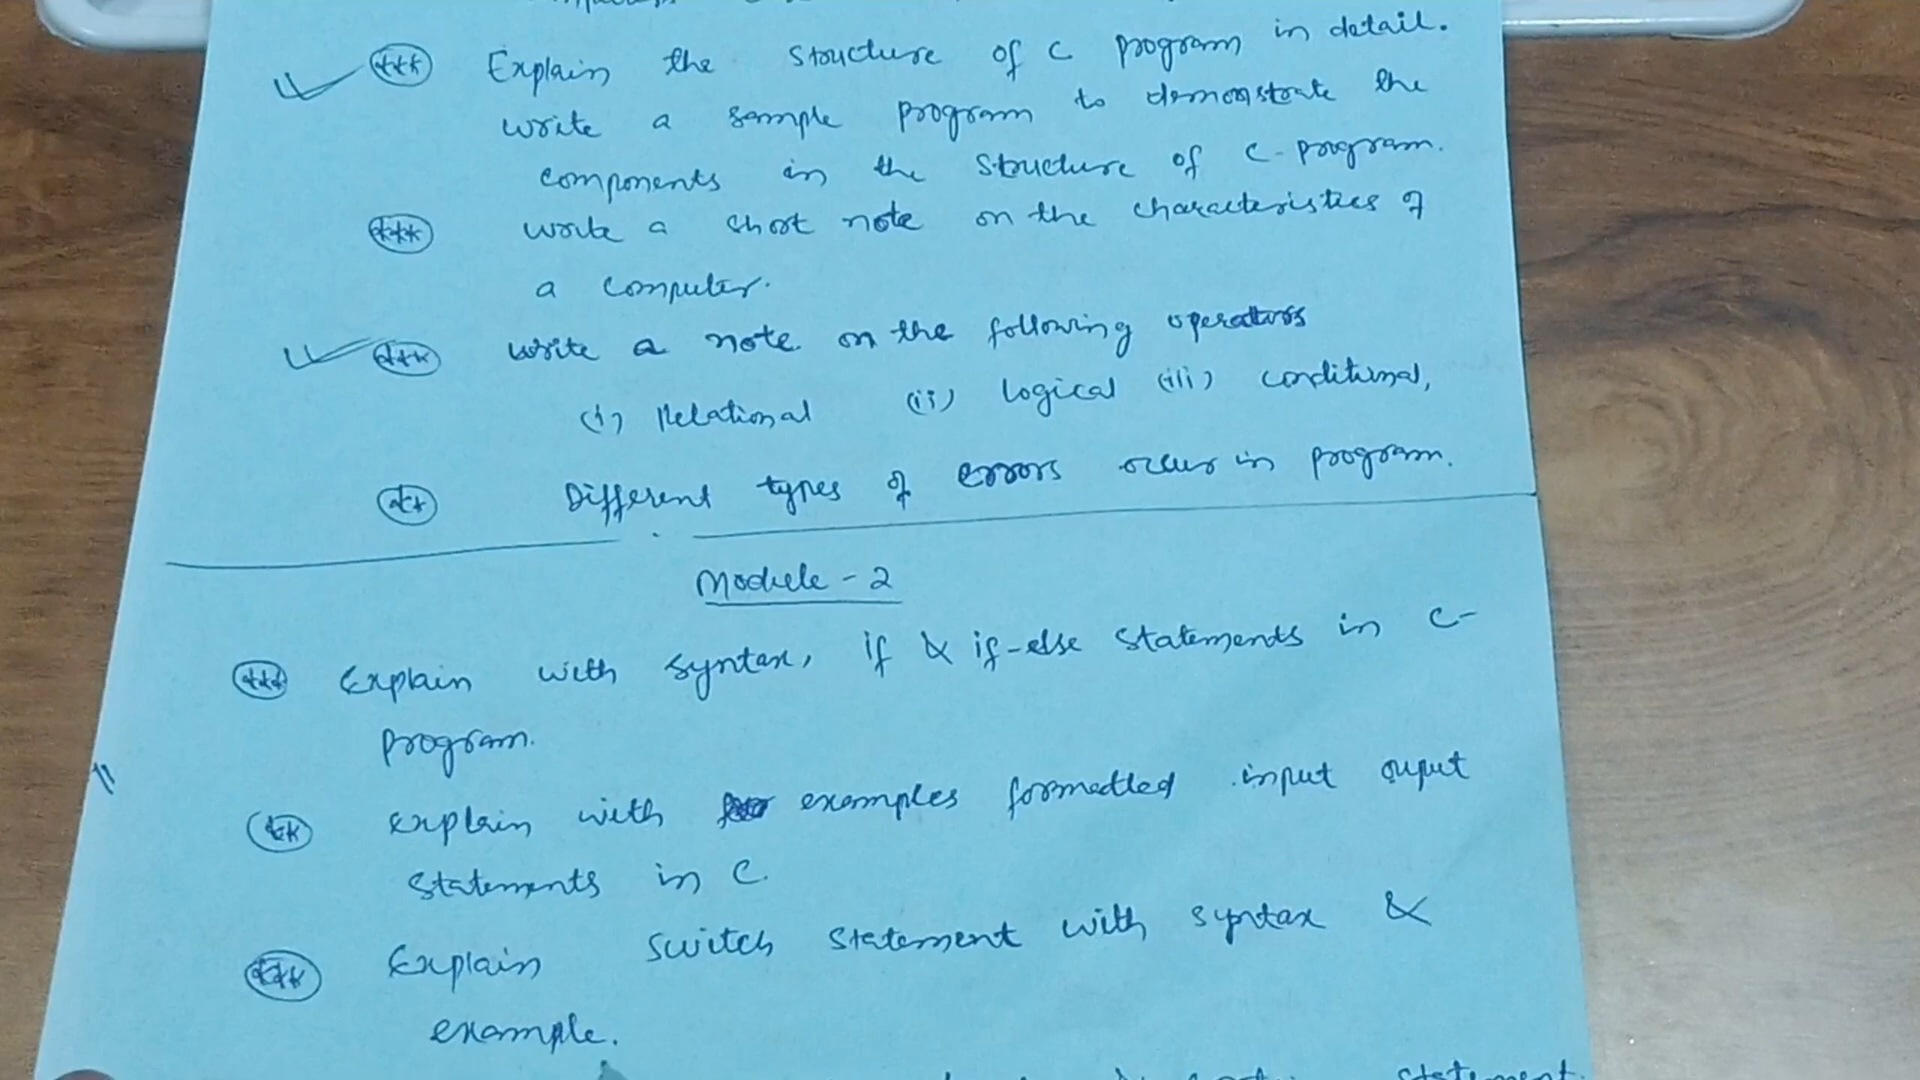 *** Explain the structure of C program in detail.
write a sample program to demonstrate the
components in the structure of C-program.
*** write a short note on the characteristics of
a computer.
*** write a note on the following operators
(i) Relational (ii) logical (iii) conditional,
** Different types of errors occur in program.
Module-2
*** Explain with syntax, if & if-else statements in C-
program.
** explain with examples formatted input ouput
statements in C.
*** Explain switch statement with syntax &
example.
statement.